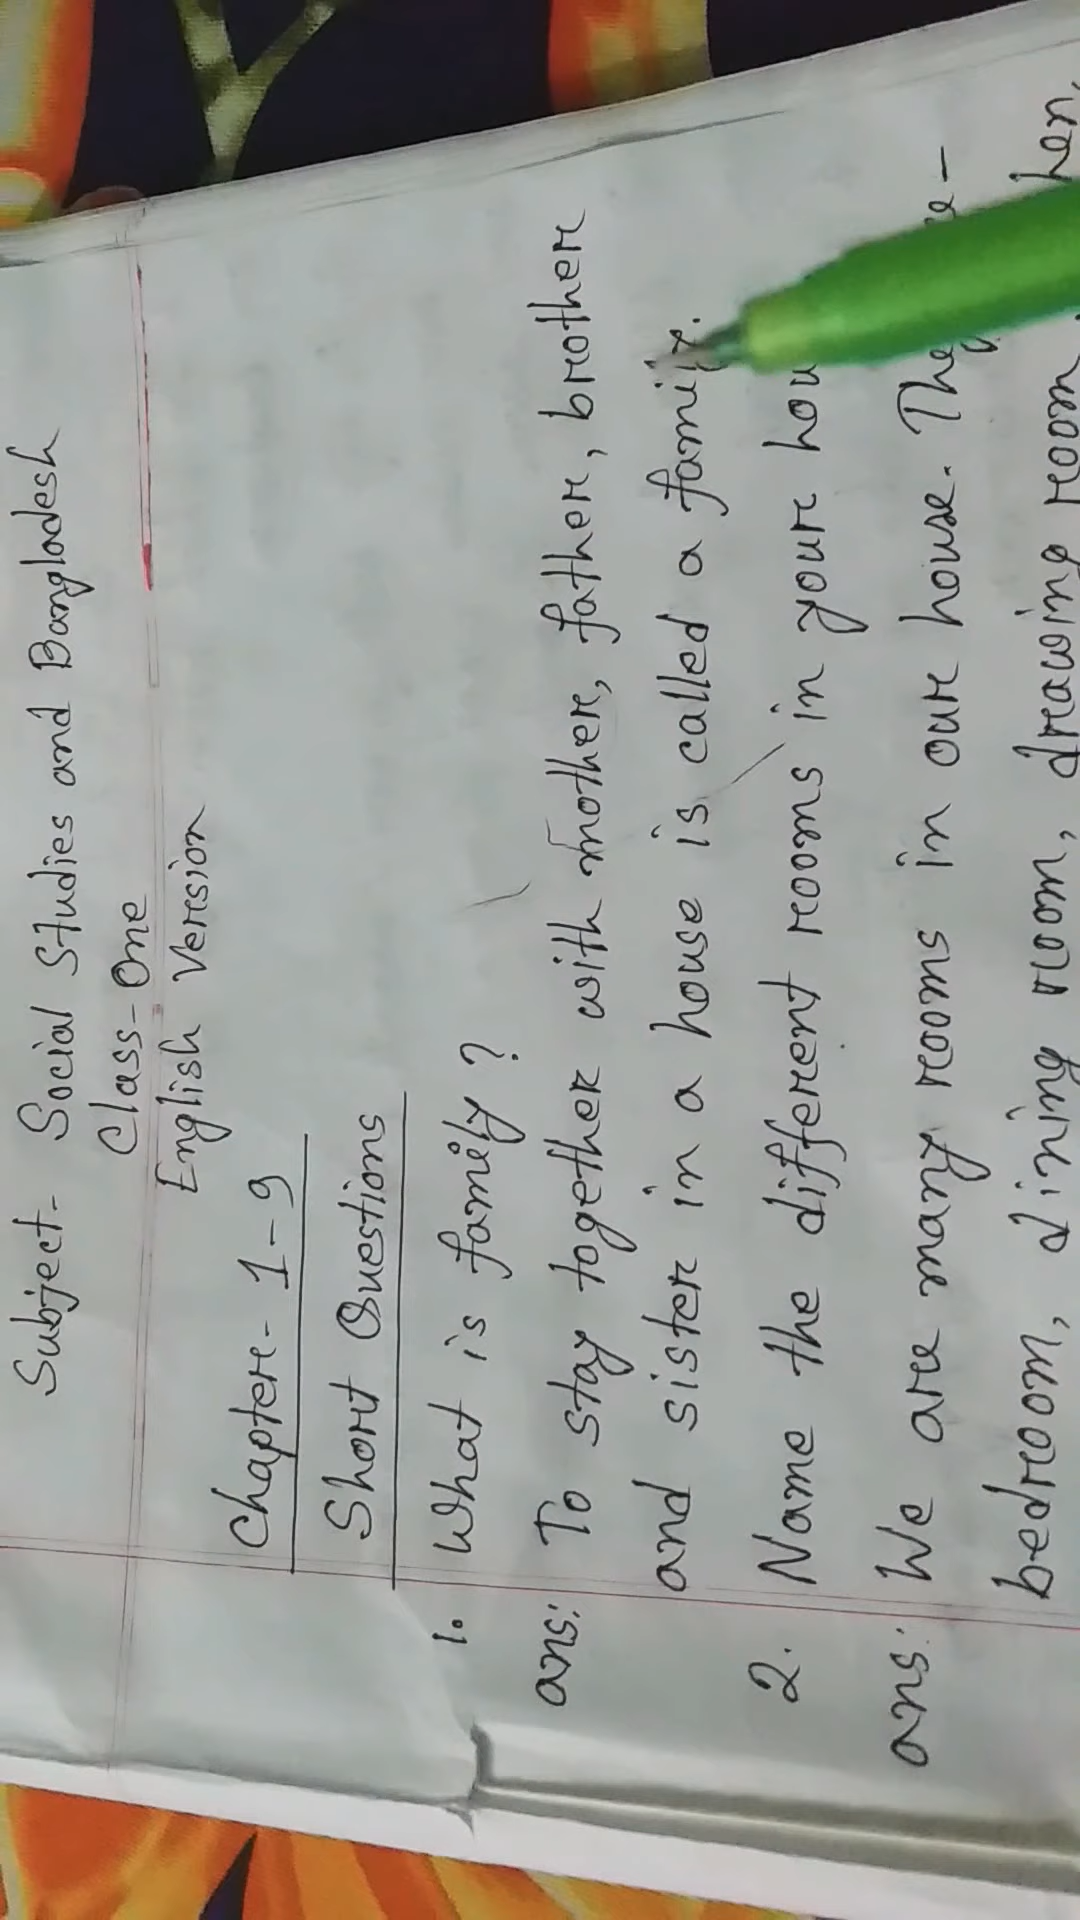 Subject- Social Studies and Bangladesh
Class-One
English Version
Chapter- 1-9
Short Questions
1. What is family?
ans: To stay together with mother, father, brother
and sister in a house is called a family.
2. Name the different rooms in your
ans: We are many rooms in our house.
bedroom, dining room, drawing room,